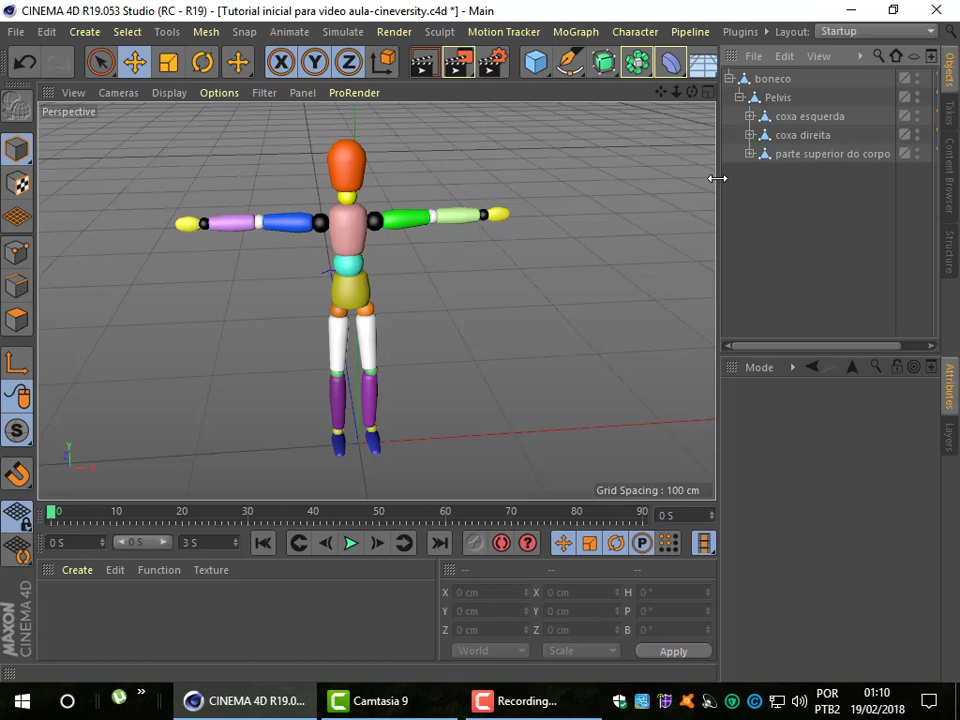 CINEMA 4D R19.053 Studio (RC - R19) - [Tutorial inicial para video aula-cineversity.c4d *] - Main
File Edit Create Select Tools Mesh Snap Animate Simulate Render Sculpt Motion Tracker MoGraph Character Pipeline Plugins Layout: Startup
X Y Z
File Edit View
View Cameras Display Options Filter Panel ProRender
Perspective
boneco
Pelvis
coxa esquerda
coxa direita
parte superior do corpo
Objects
Takes
Content Browser
Structure
Mode
Attributes
Layers
Y
Z
X
Grid Spacing : 100 cm
0 10 20 30 40 50 60 70 80 90 0 S
0 S 0 S 3 S
P
S
Create Edit Function Texture
-- -- --
X 0 cm X 0 cm H 0 °
Y 0 cm Y 0 cm P 0 °
Z 0 cm Z 0 cm B 0 °
World Scale Apply
MAXON
CINEMA 4D
» CINEMA 4D R19.0... Camtasia 9 Recording...
POR
PTB2
01:10
19/02/2018